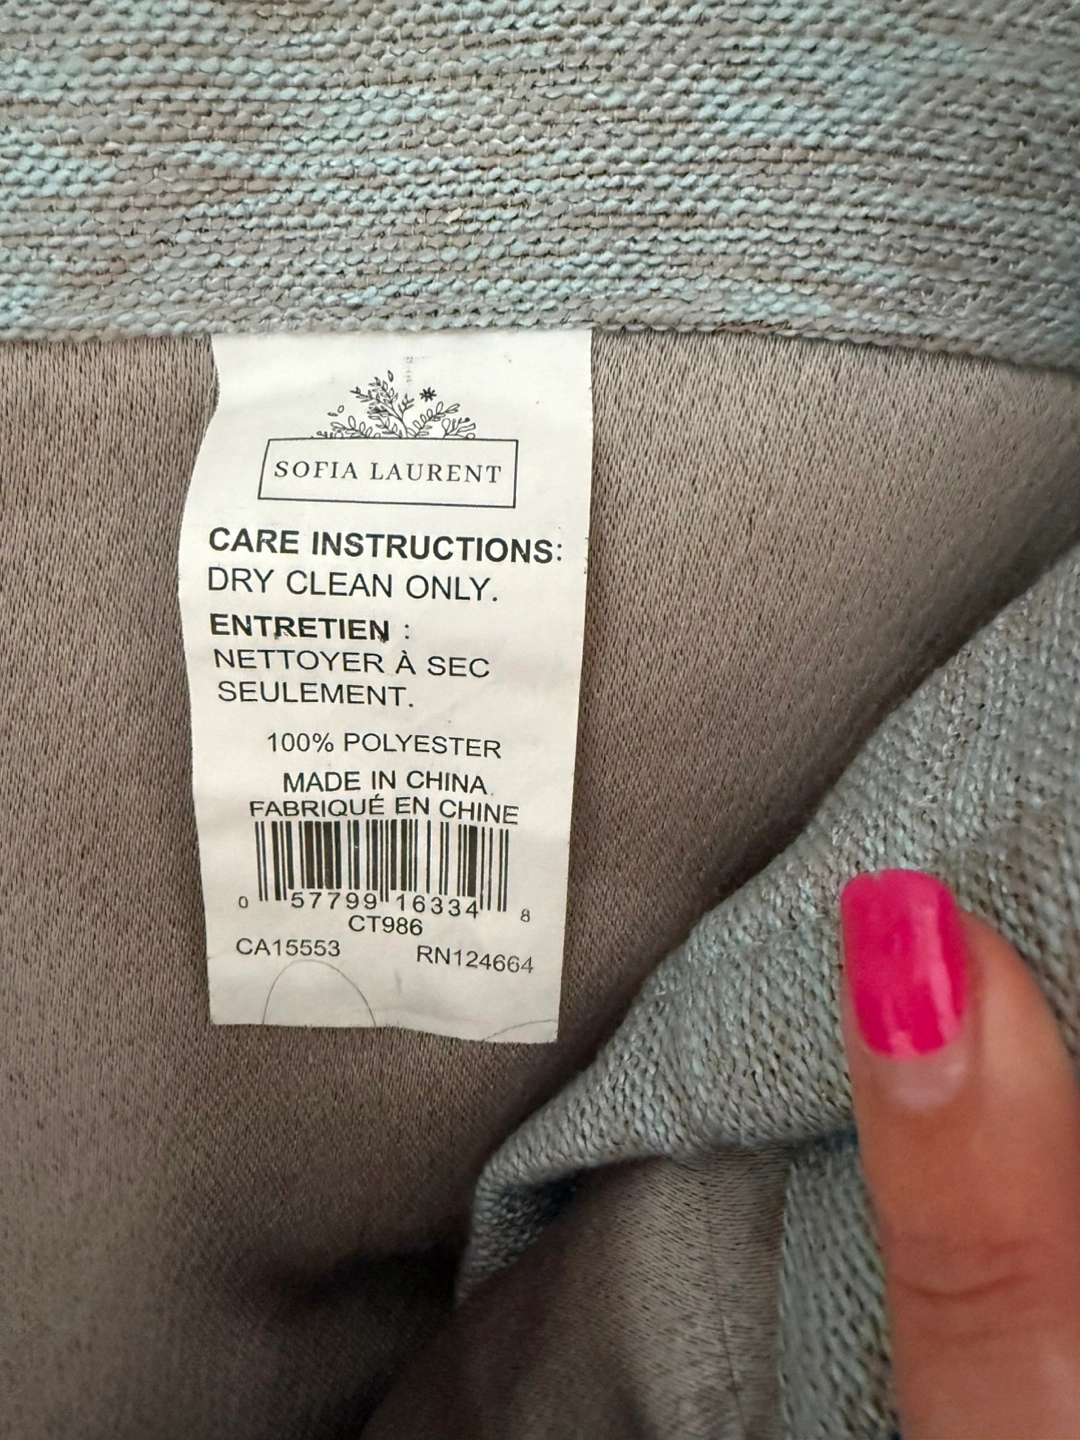 SOFIA LAURENT
CARE INSTRUCTIONS:
DRY CLEAN ONLY.
ENTRETIEN :
NETTOYER À SEC
SEULEMENT.
100% POLYESTER
MADE IN CHINA
FABRIQUÉ EN CHINE
0 57799 16334 8
CT986
CA15553 RN124664